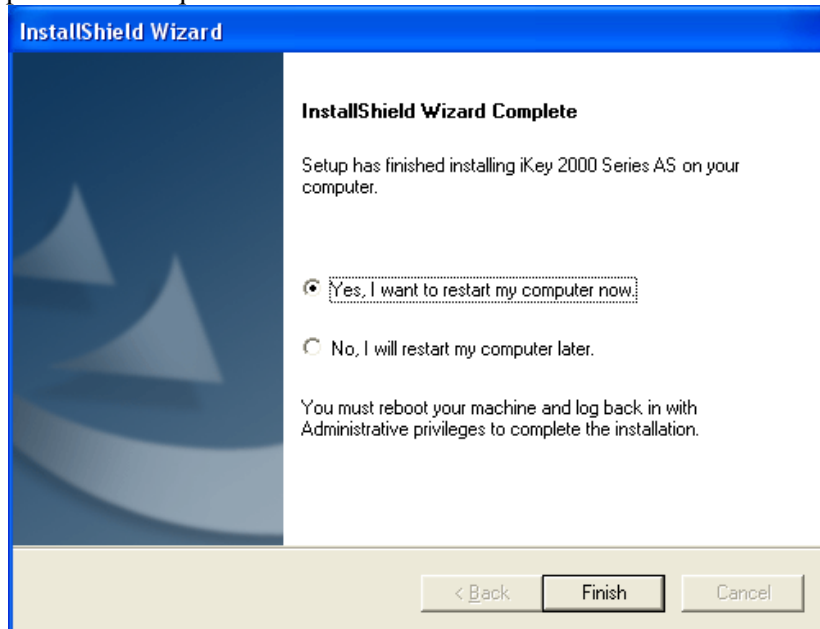 InstallShield Wizard
InstallShield Wizard Complete
Setup has finished installing iKey 2000 Series AS on your
computer.
Yes, I want to restart my computer now.
No, I will restart my computer later.
You must reboot your machine and log back in with
Administrative privileges to complete the installation.
< Back
Finish
Cancel